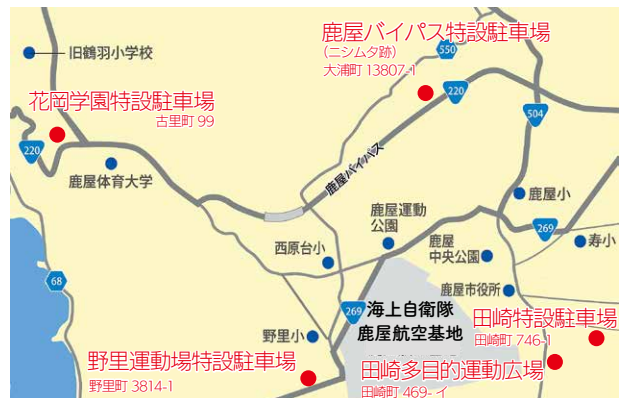 鹿屋バイパス特設駐車場
(ニシムタ跡)
大浦町 13807-1
550
旧鶴羽小学校
花岡学園特設駐車場
古里町 99
220
220
504
鹿屋体育大学
鹿屋バイパス
鹿屋小
鹿屋運動
公園
269
寿小
西原台小
鹿屋
中央公園
68
鹿屋市役所
269
海上自衛隊
鹿屋航空基地
田崎特設駐車場
田崎町 746-1
野里小
野里運動場特設駐車場
野里町 3814-1
田崎多目的運動広場
田崎町 469-イ